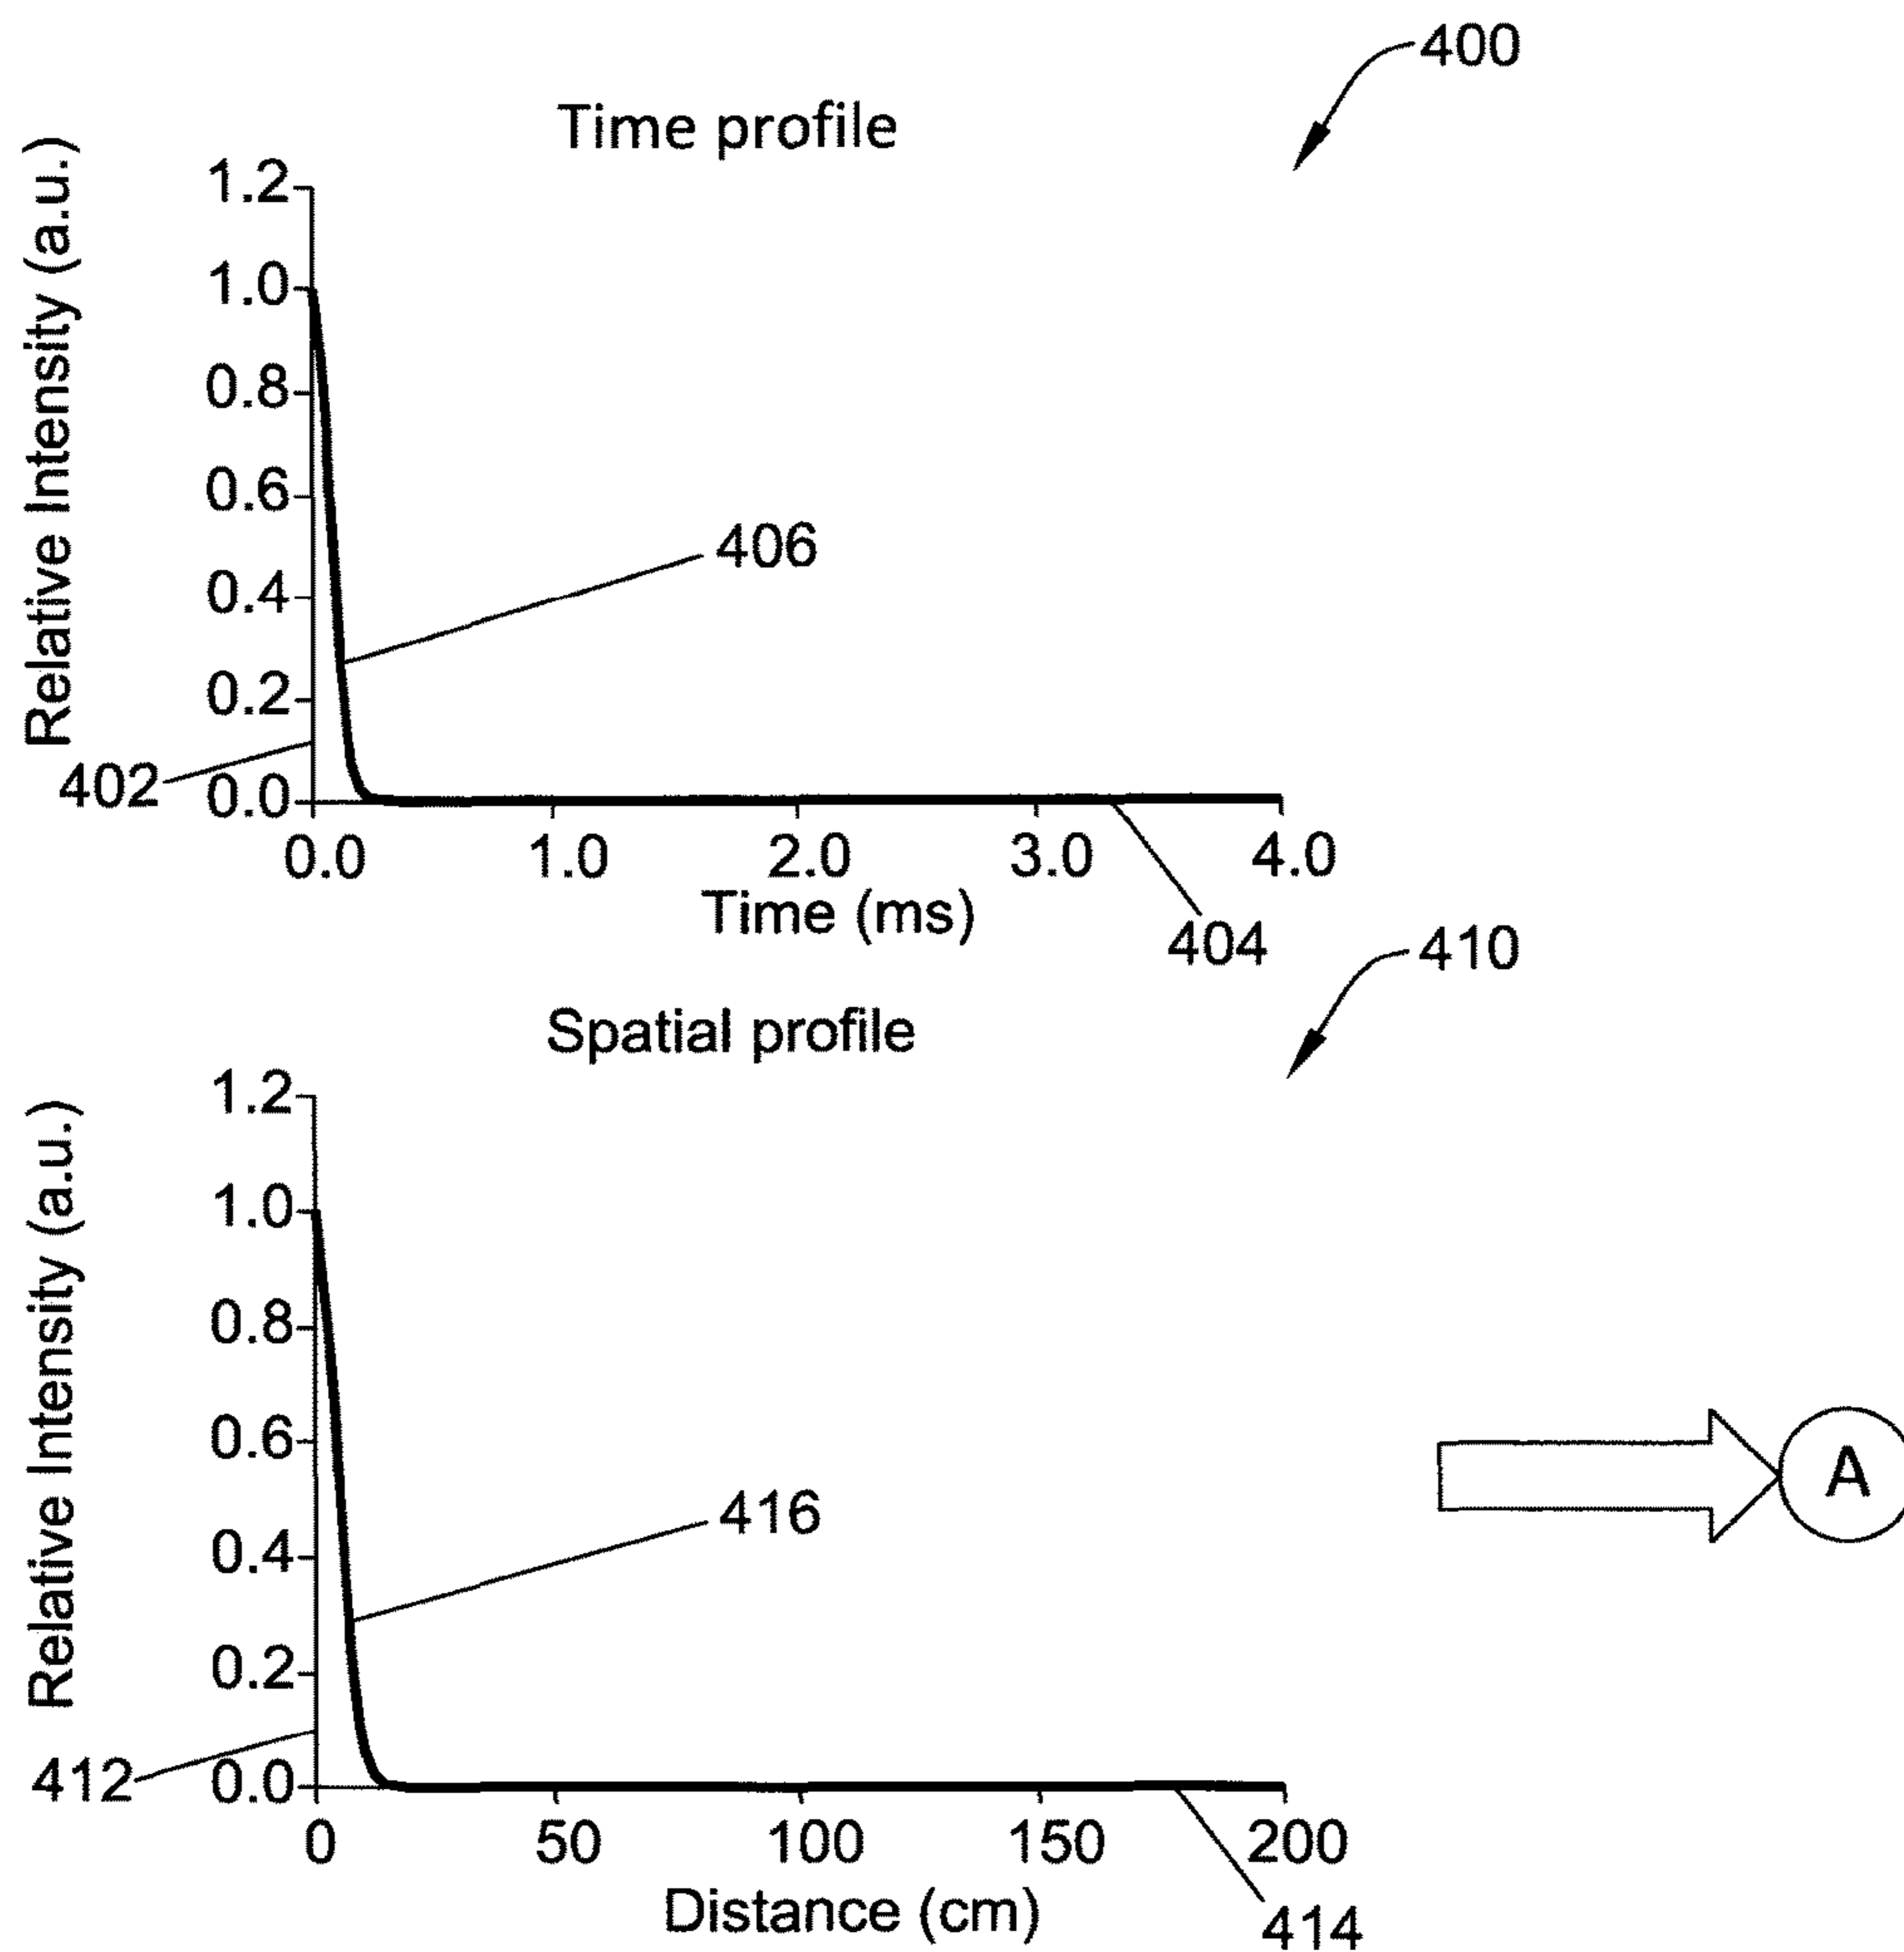 400
Time profile
Relative Intensity (a.u.)
1.2
1.0
0.8
0.6
0.4
0.2
0.0
406
402
0.0 1.0 2.0 3.0 4.0
Time (ms)
404
410
Spatial profile
Relative Intensity (a.u.)
1.2
1.0
0.8
0.6
0.4
0.2
0.0
416
412
A
0 50 100 150 200
Distance (cm)
414